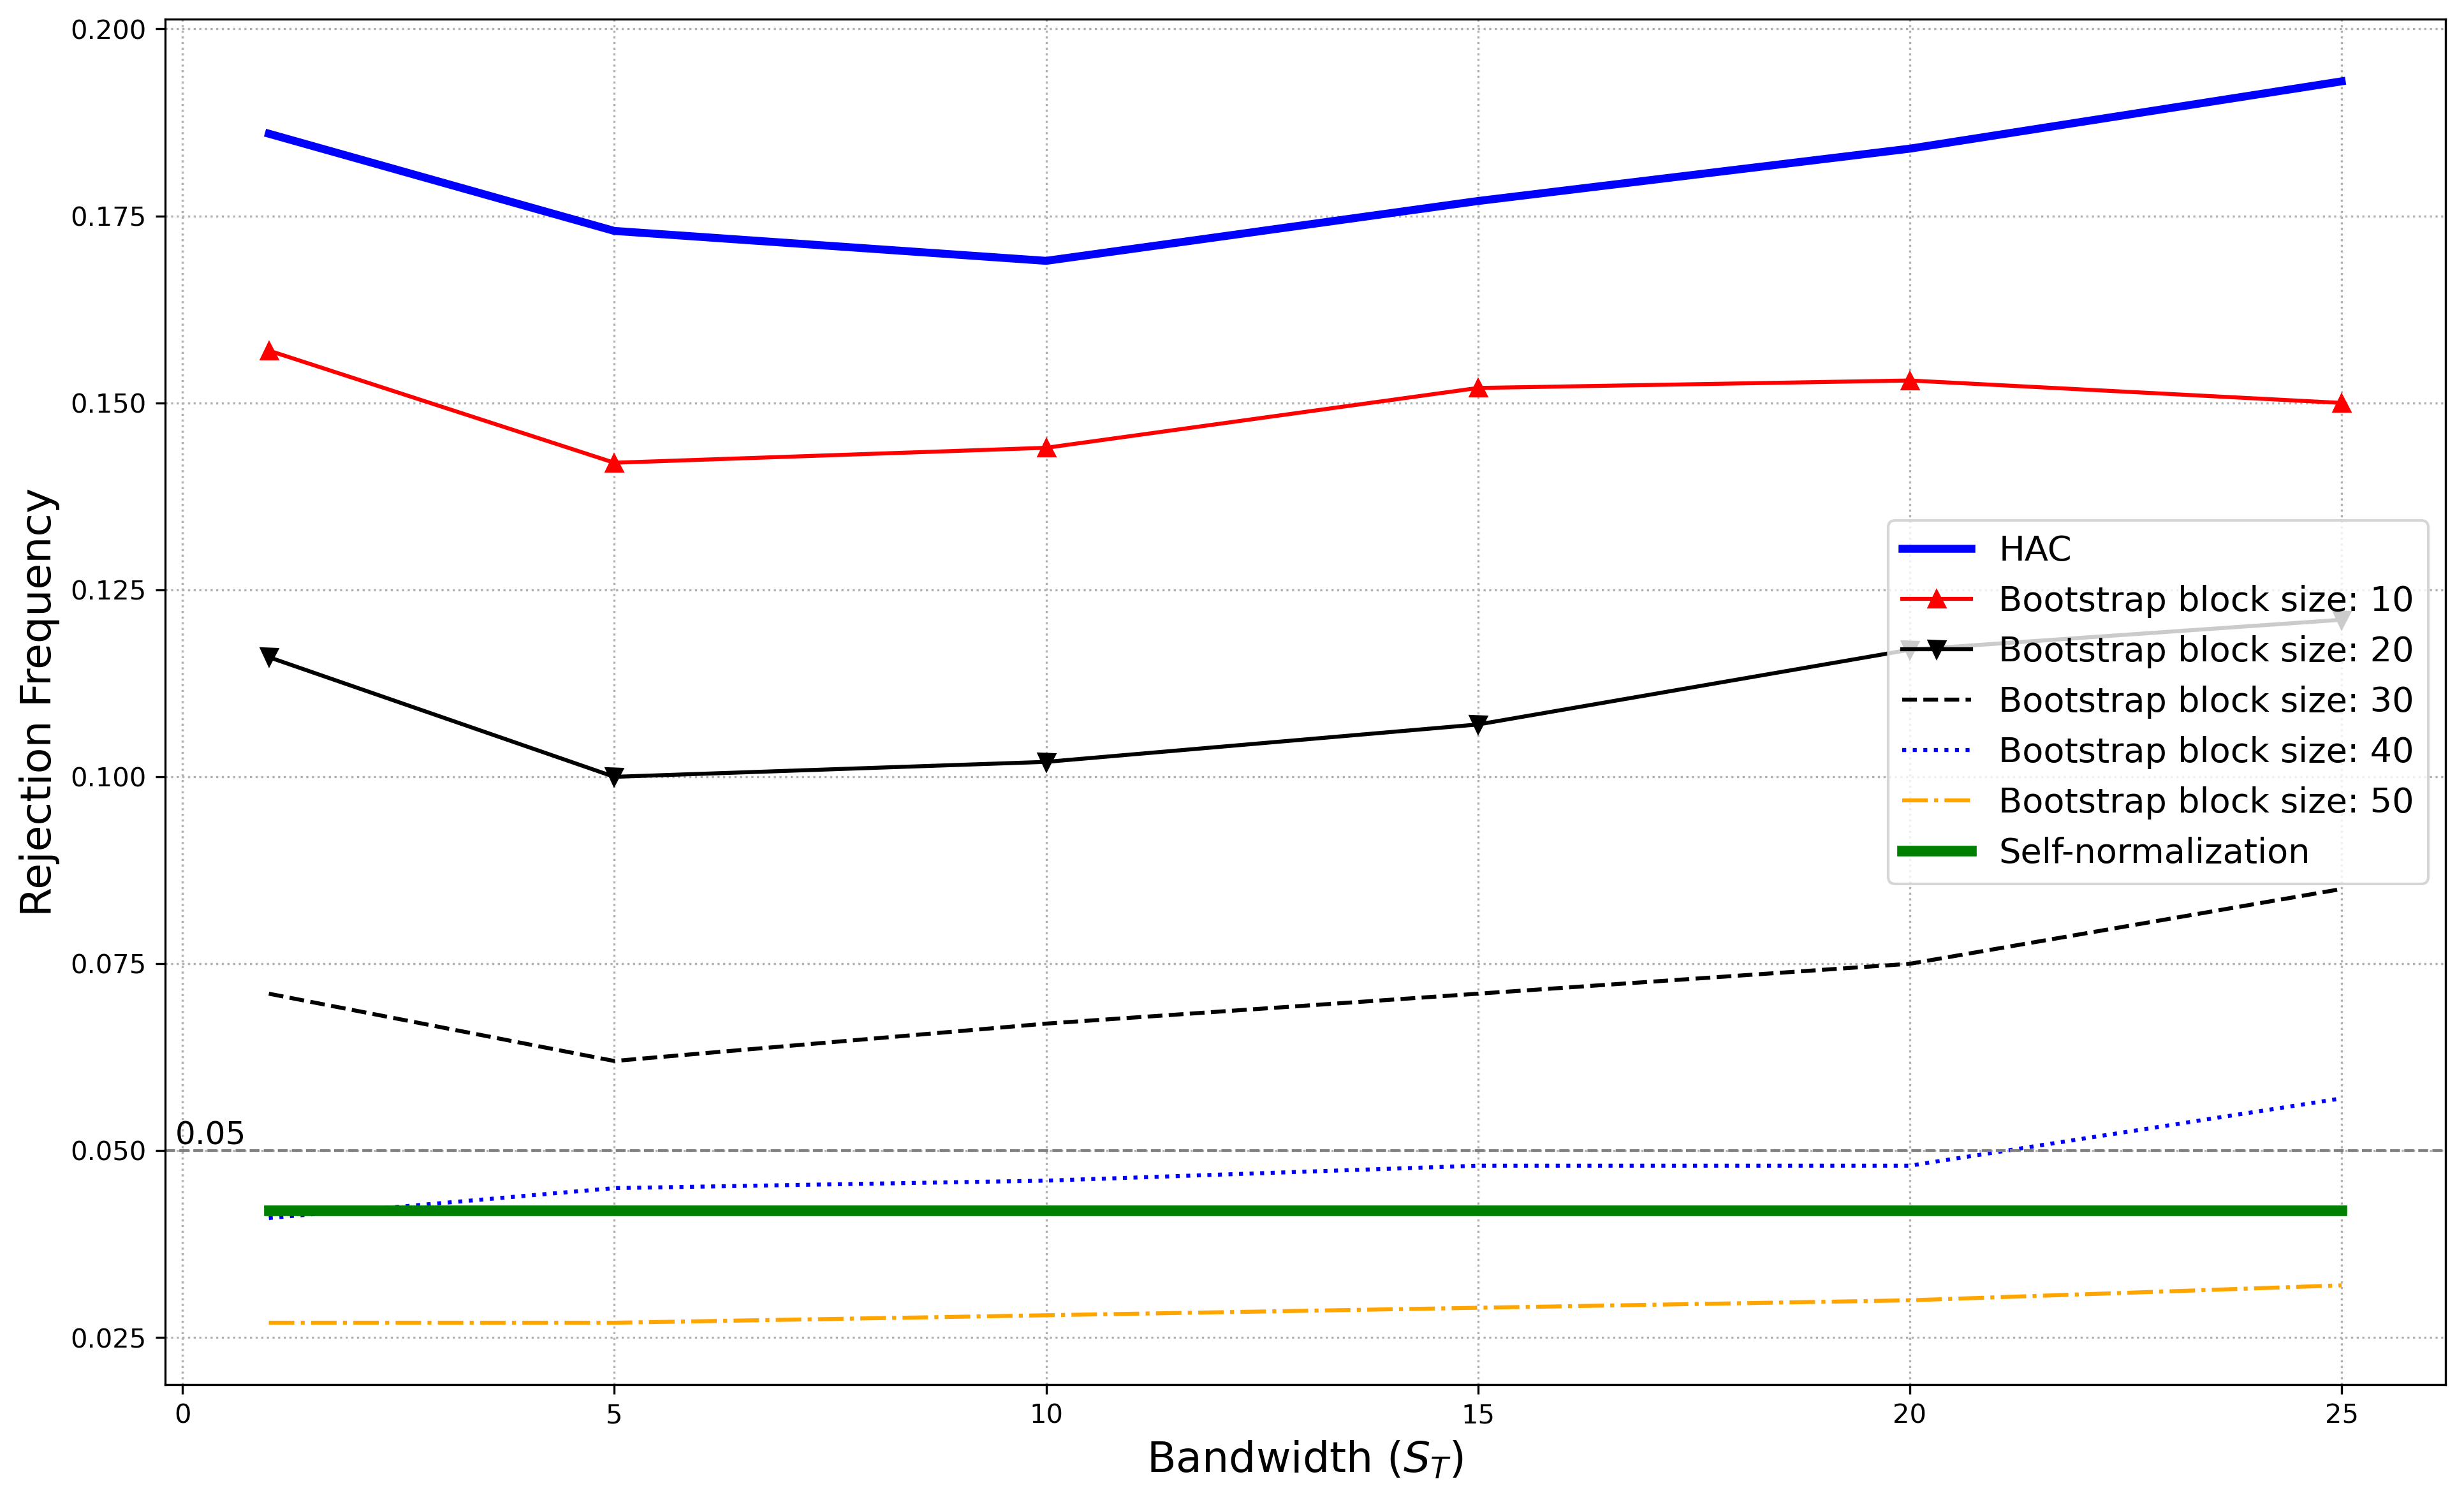 0.200
0.175
0.150
0.125
0.100
0.075
0.050
0.025
Rejection Frequency
0.05
HAC
Bootstrap block size: 10
Bootstrap block size: 20
Bootstrap block size: 30
Bootstrap block size: 40
Bootstrap block size: 50
Self-normalization
0 5 10 15 20 25
Bandwidth (S_T)